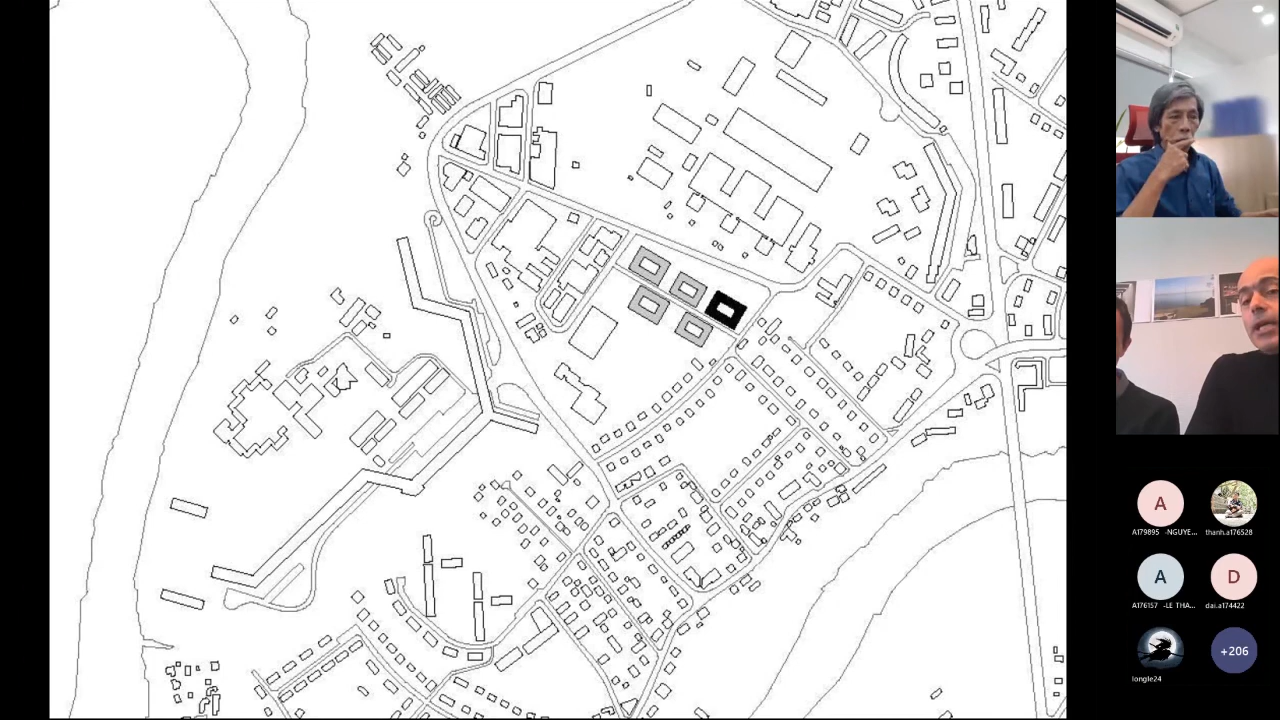 A
A179895 -NGUYE...
thanh.a176528
A
A176157 -LE THA...
D
dai.a174422
longle24
+206